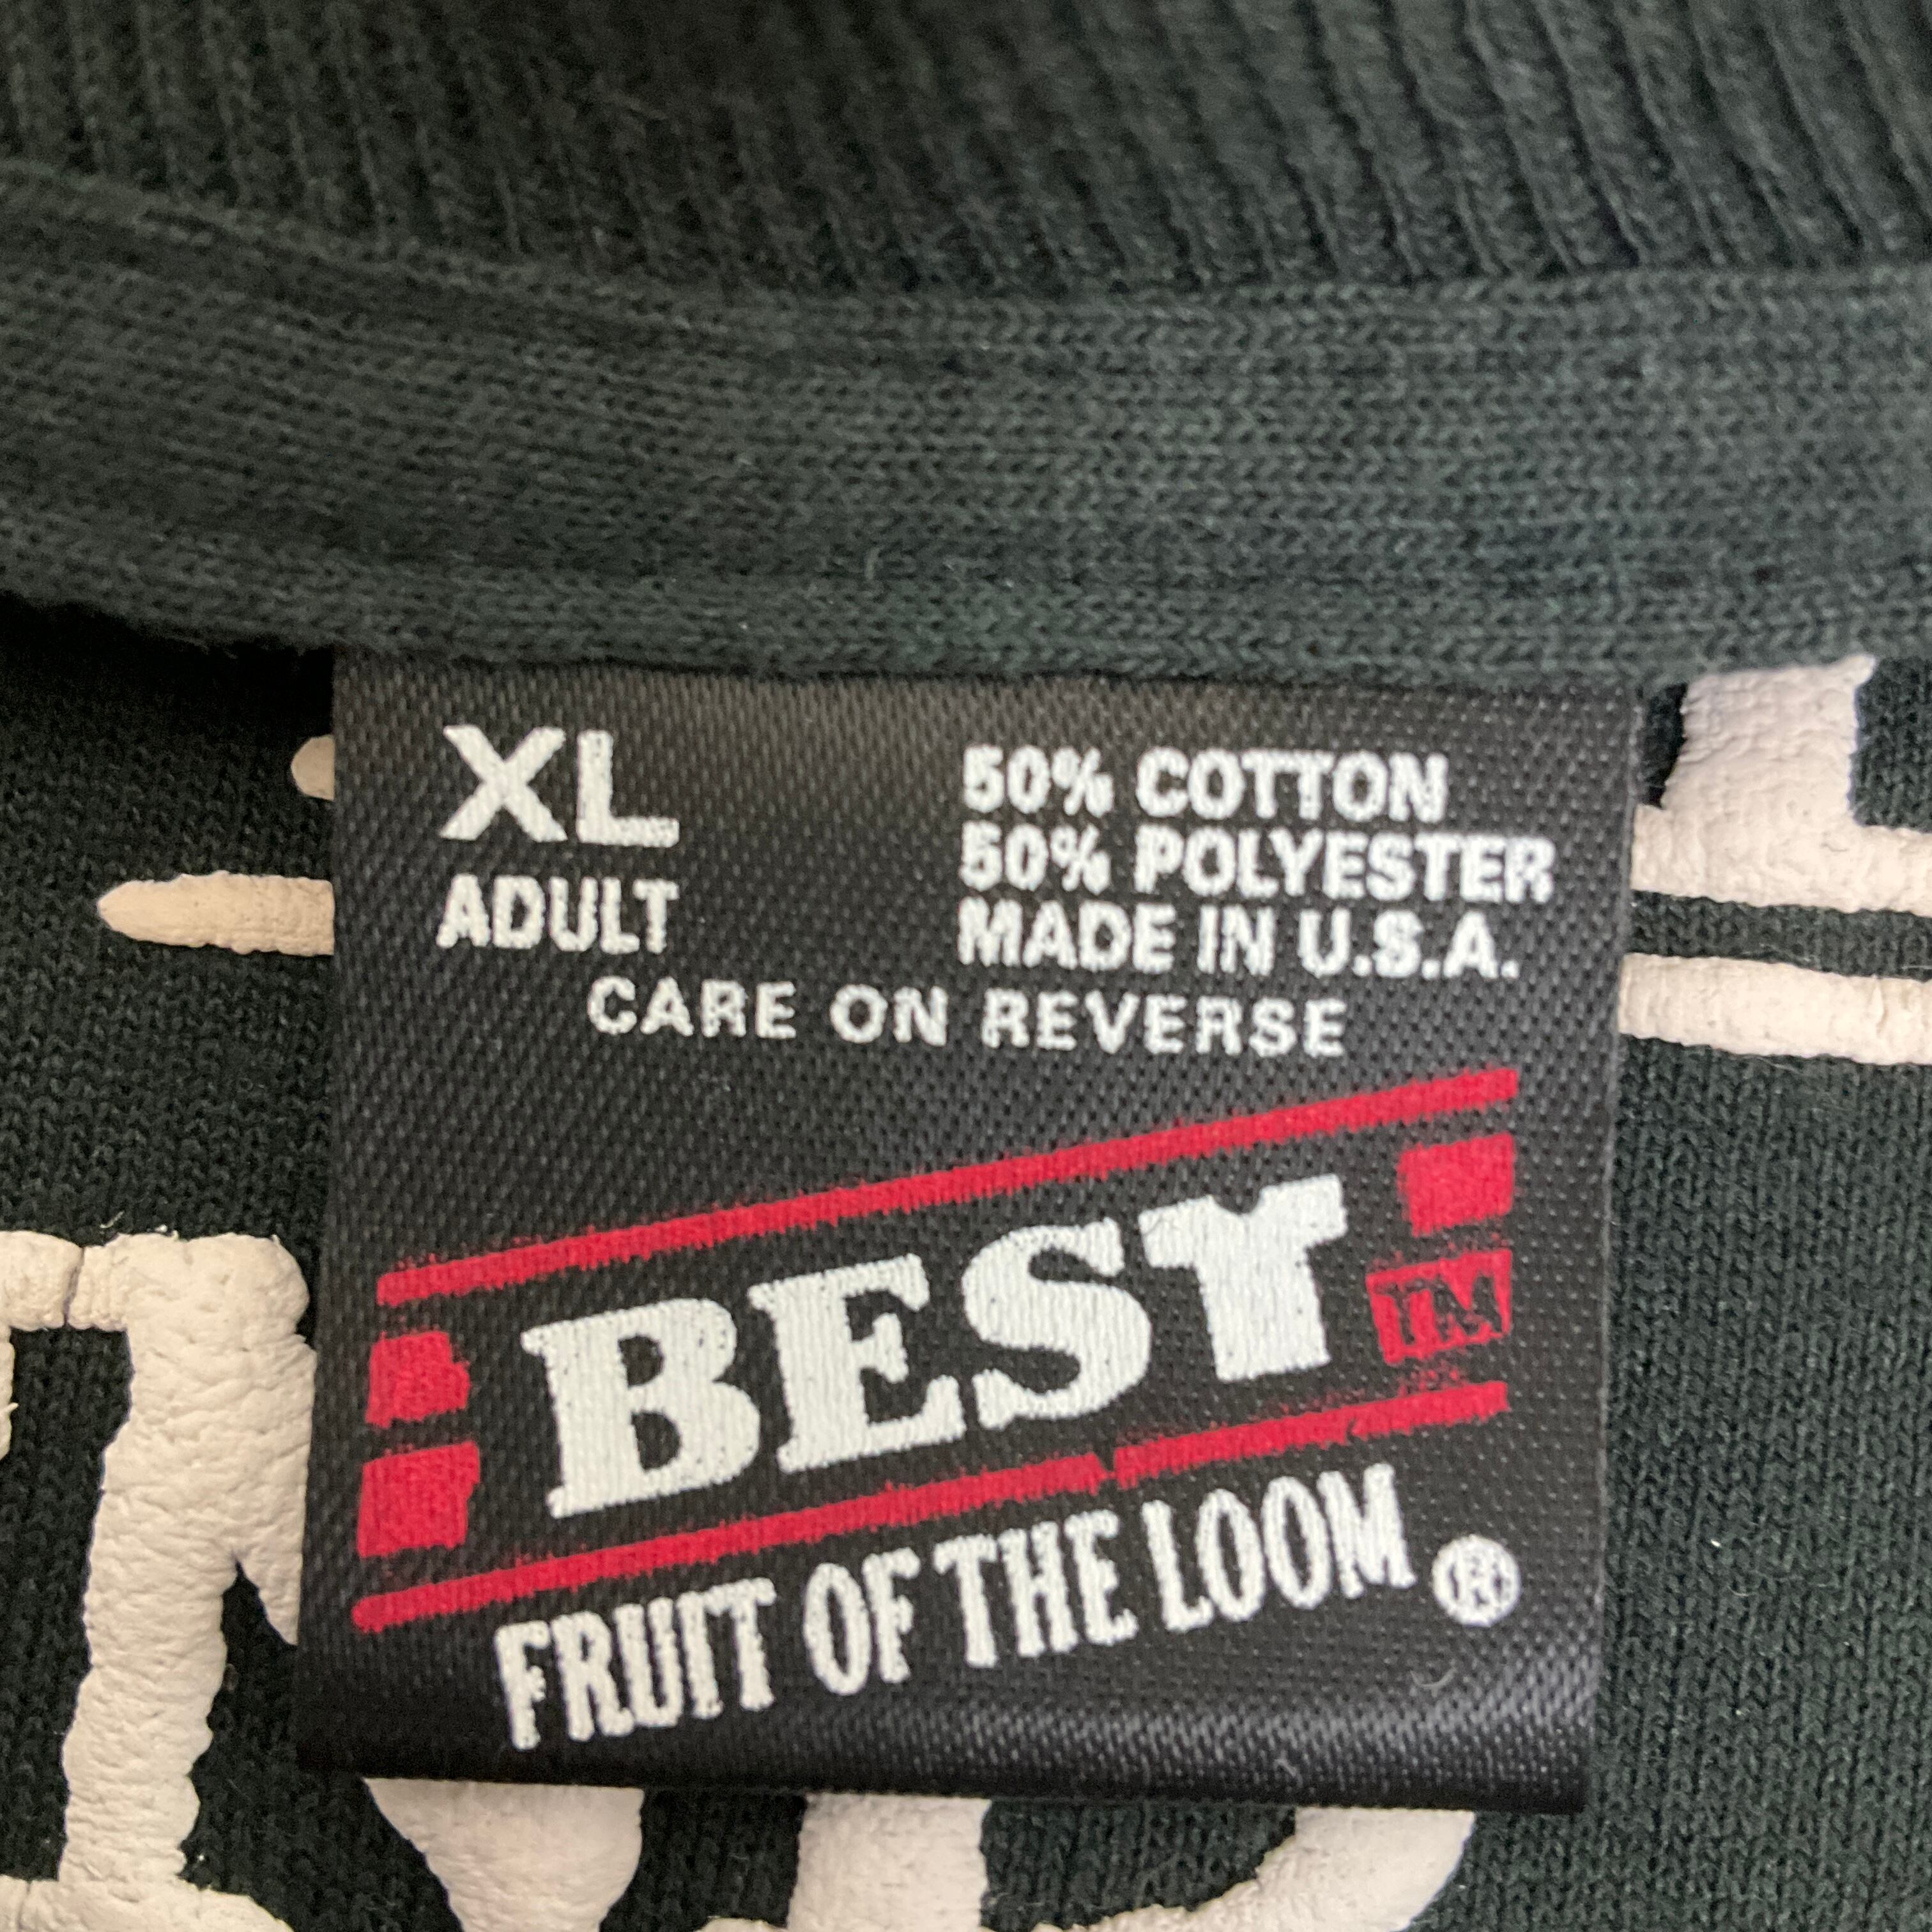 XL
ADULT
50% COTTON
50% POLYESTER
MADE IN U.S.A.
CARE ON REVERSE
BEST
TM
FRUIT OF THE LOOM ®